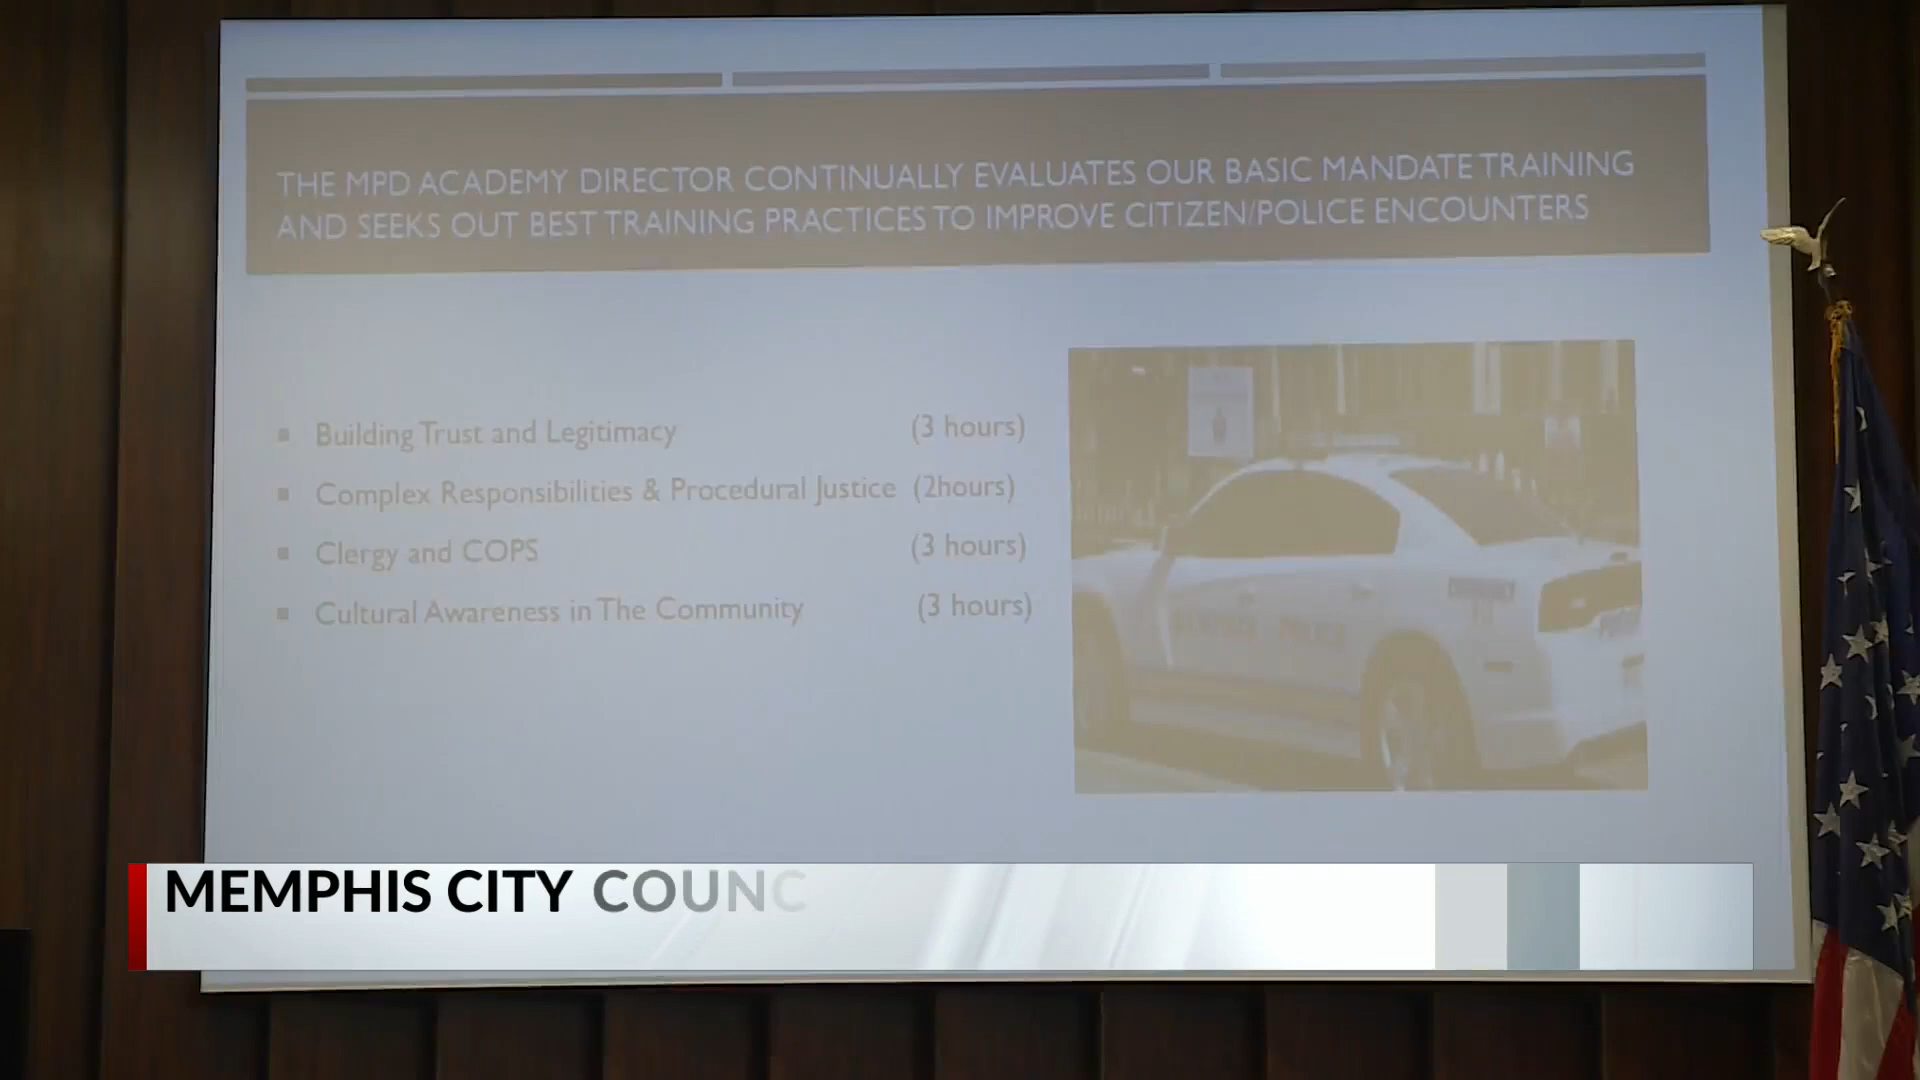 THE MPD ACADEMY DIRECTOR CONTINUALLY EVALUATES OUR BASIC MANDATE TRAINING
AND SEEKS OUT BEST TRAINING PRACTICES TO IMPROVE CITIZEN/POLICE ENCOUNTERS
▪ Building Trust and Legitimacy (3 hours)
▪ Complex Responsibilities & Procedural Justice (2hours)
▪ Clergy and COPS (3 hours)
▪ Cultural Awareness in The Community (3 hours)
POLICE
MEMPHIS CITY COUNC